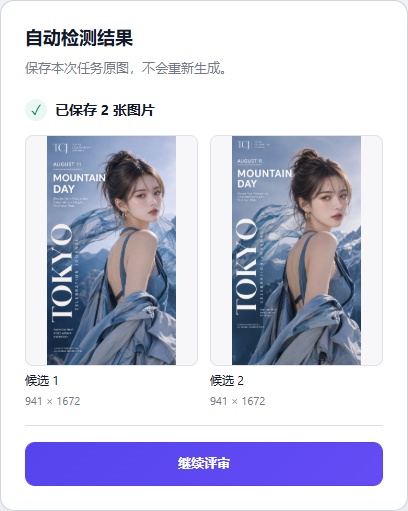 自动检测结果
保存本次任务原图，不会重新生成。
✓ 已保存 2 张图片
TCJ
AUGUST 11
MOUNTAIN
DAY
TOKYO
TCJ
MOUNTAIN
DAY
TOKYO
候选 1
941 × 1672
候选 2
941 × 1672
继续评审